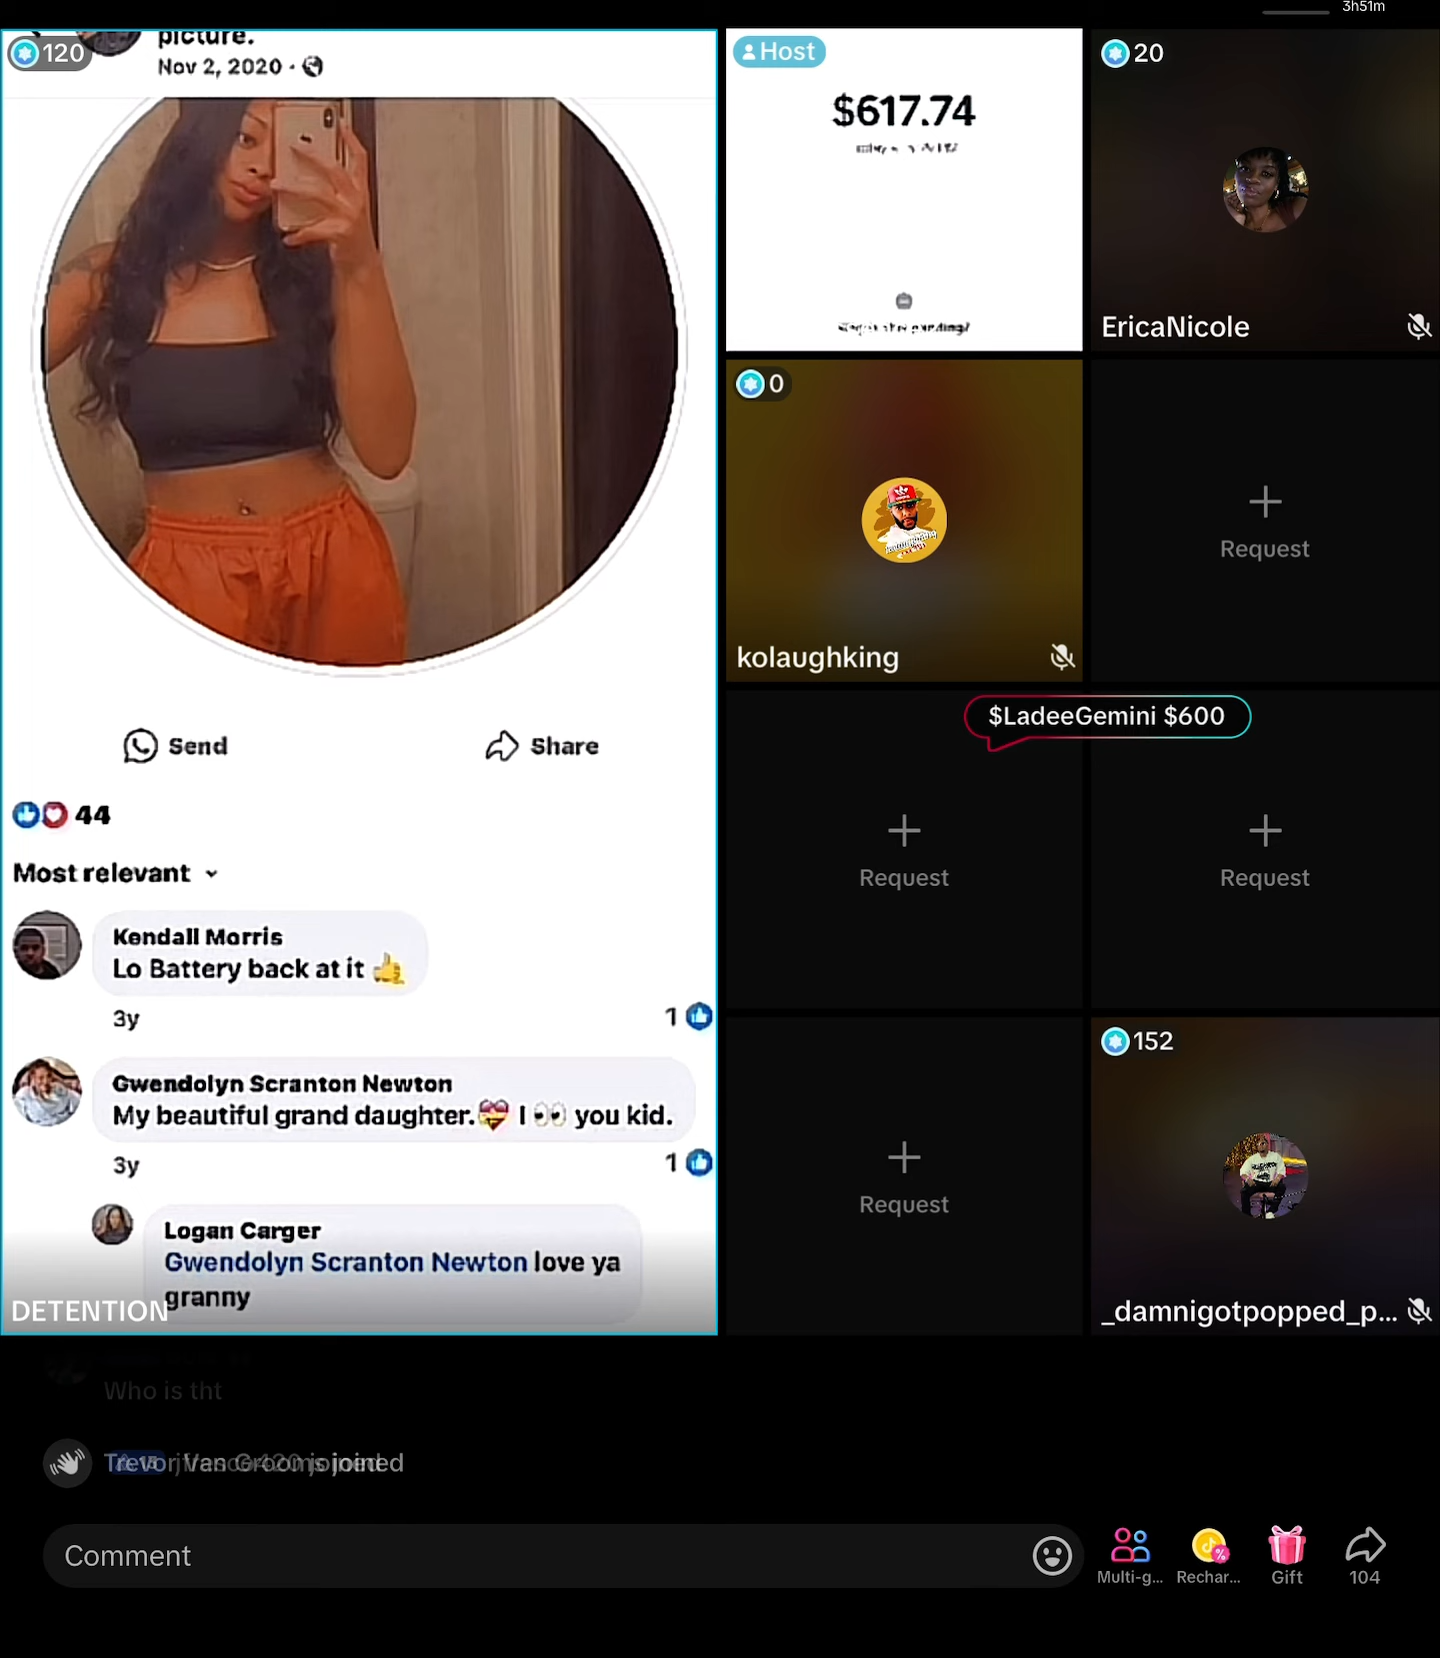 3h51m
120
picture.
Nov 2, 2020 ·
Send
Share
44
Most relevant
Kendall Morris
Lo Battery back at it
3y
1
Gwendolyn Scranton Newton
My beautiful grand daughter. I 👀 you kid.
3y
1
Logan Carger
Gwendolyn Scranton Newton love ya
granny
DETENTION
Host
$617.74
20
EricaNicole
0
kolaughking
Request
$LadeeGemini $600
Request
Request
Request
152
_damnigotpopped_p...
Who is tht
joined
Comment
Multi-g...
Rechar...
Gift
104